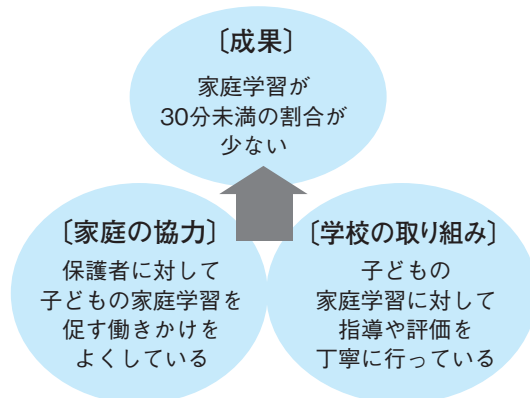 〔成果〕
家庭学習が
30分未満の割合が
少ない
〔家庭の協力〕
保護者に対して
子どもの家庭学習を
促す働きかけを
よくしている
〔学校の取り組み〕
子どもの
家庭学習に対して
指導や評価を
丁寧に行っている